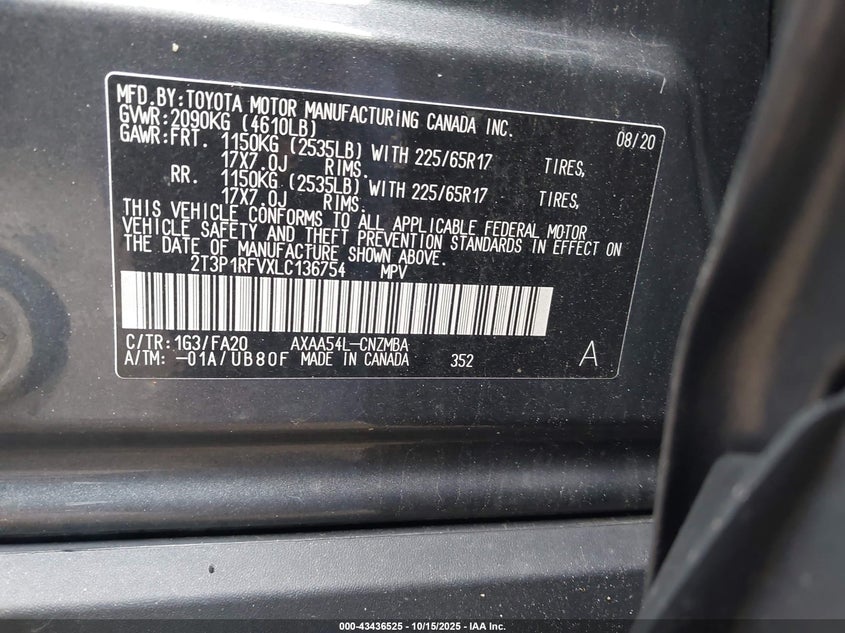 MFD.BY:TOYOTA MOTOR MANUFACTURING CANADA INC.
GVWR:2090KG (4610LB) 08/20
GAWR:FRT. 1150KG (2535LB) WITH 225/65R17 TIRES,
17X7.0J RIMS.
RR. 1150KG (2535LB) WITH 225/65R17 TIRES,
17X7.0J RIMS.
THIS VEHICLE CONFORMS TO ALL APPLICABLE FEDERAL MOTOR
VEHICLE SAFETY AND THEFT PREVENTION STANDARDS IN EFFECT ON
THE DATE OF MANUFACTURE SHOWN ABOVE.
2T3P1RFVXLC136754 MPV
C/TR:1G3/FA20 AXAA54L-CNZMBA
A/TM: -01A/UB80F MADE IN CANADA 352 A
000-43436525 - 10/15/2025 - IAA Inc.